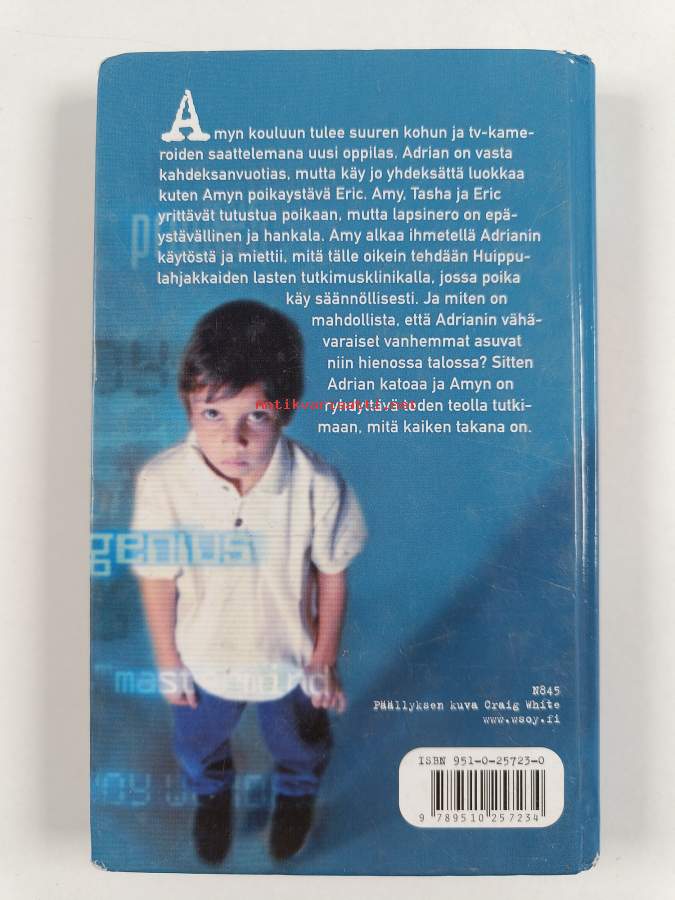 Amyn kouluun tulee suuren kohun ja tv-kame-
roiden saattelemana uusi oppilas. Adrian on vasta
kahdeksanvuotias, mutta käy jo yhdeksättä luokkaa
kuten Amyn poikaystävä Eric. Amy, Tasha ja Eric
yrittävät tutustua poikaan, mutta lapsinero on epä-
ystävällinen ja hankala. Amy alkaa ihmetellä Adrianin
käytöstä ja miettii, mitä tälle oikein tehdään Huippu-
lahjakkaiden lasten tutkimusklinikalla, jossa poika
käy säännöllisesti. Ja miten on
mahdollista, että Adrianin vähä-
varaiset vanhemmat asuvat
niin hienossa talossa? Sitten
Adrian katoaa ja Amyn on
antikvariaatti.net
ryhdyttävä toden teolla tutki-
maan, mitä kaiken takana on.
genius
mastermind
N845
Päällyksen kuva Craig White
www.wsoy.fi
ISBN 951-0-25723-0
9 789510 257234